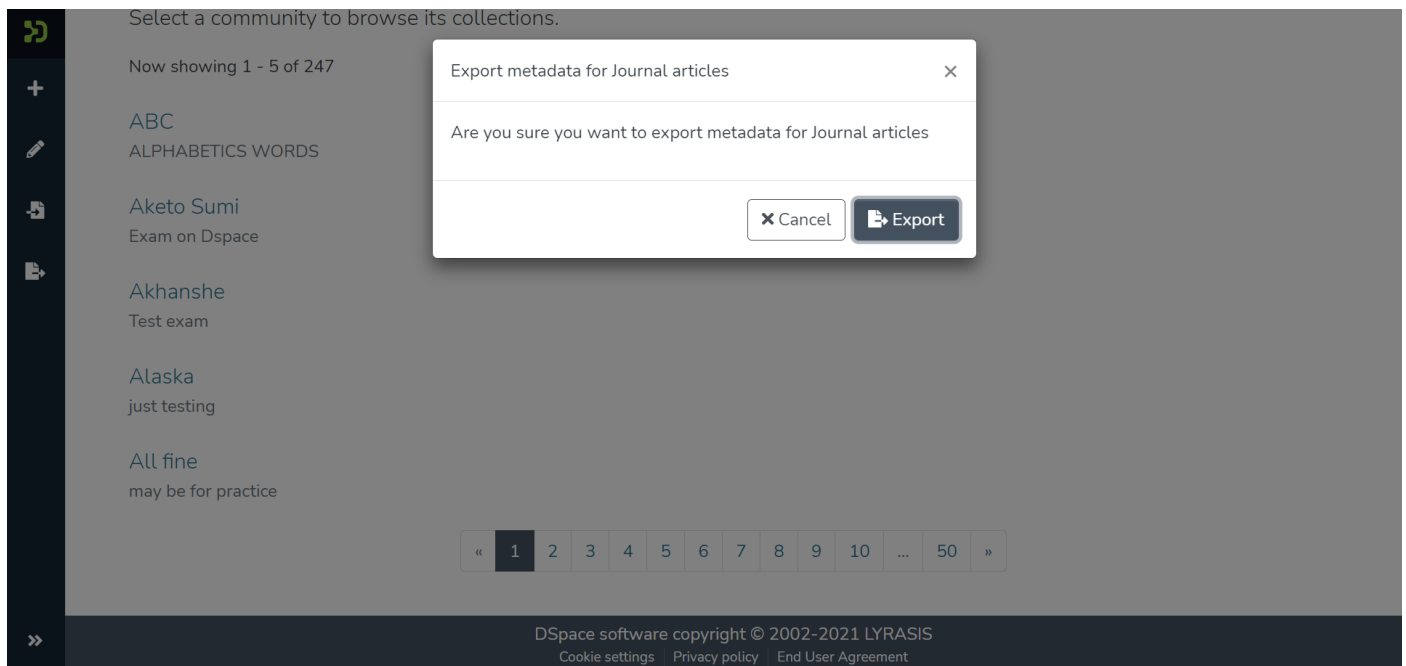 Select a community to browse its collections.
Now showing 1 - 5 of 247
ABC
ALPHABETICS WORDS
Aketo Sumi
Exam on Dspace
Akhanshe
Test exam
Alaska
just testing
All fine
may be for practice
Export metadata for Journal articles ×
Are you sure you want to export metadata for Journal articles
Cancel Export
« 1 2 3 4 5 6 7 8 9 10 ... 50 »
DSpace software copyright © 2002-2021 LYRASIS
Cookie settings Privacy policy End User Agreement